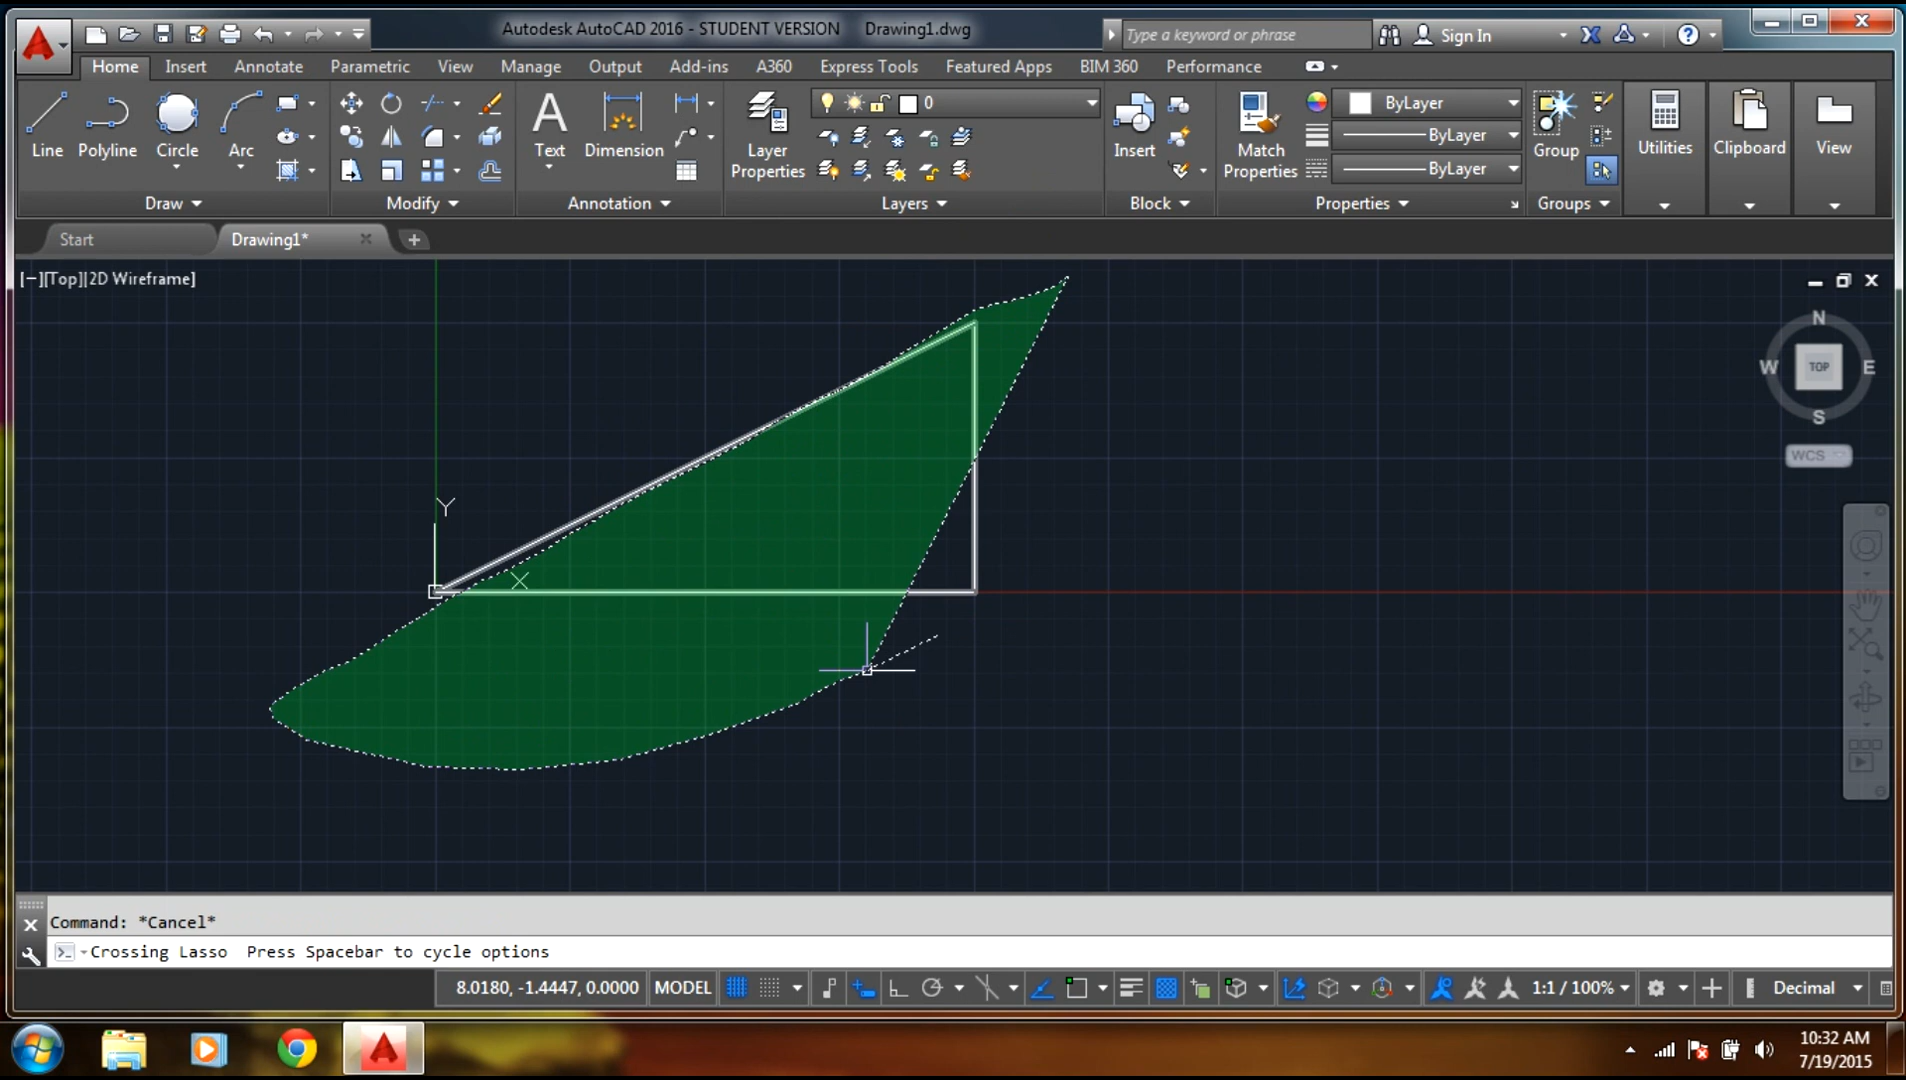 Autodesk AutoCAD 2016 - STUDENT VERSION Drawing1.dwg
Type a keyword or phrase
Sign In
Home Insert Annotate Parametric View Manage Output Add-ins A360 Express Tools Featured Apps BIM 360 Performance
Line Polyline Circle Arc
Draw
Modify
A
Text Dimension
Annotation
Layer Properties
0
Layers
Insert
Block
Match Properties
ByLayer
ByLayer
ByLayer
Properties
Group
Groups
Utilities
Clipboard
View
Start Drawing1* +
[−][Top][2D Wireframe]
N
W TOP E
S
WCS
Y
X
Command: *Cancel*
Crossing Lasso Press Spacebar to cycle options
8.0180, -1.4447, 0.0000 MODEL 1:1 / 100% Decimal
10:32 AM
7/19/2015